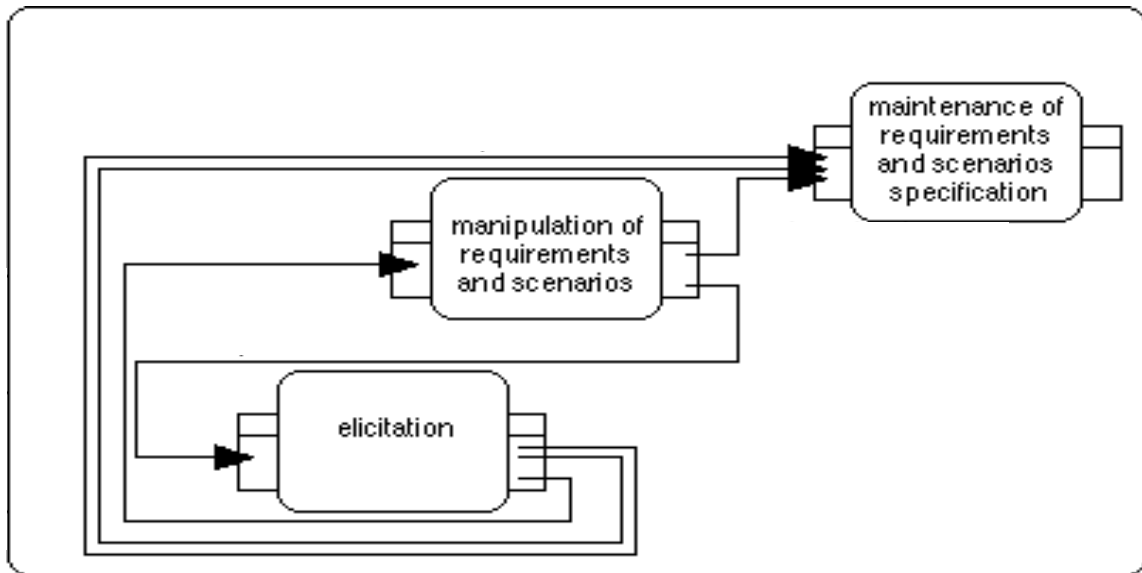 maintenance of
requirements
and scenarios
specification
manipulation of
requirements
and scenarios
elicitation